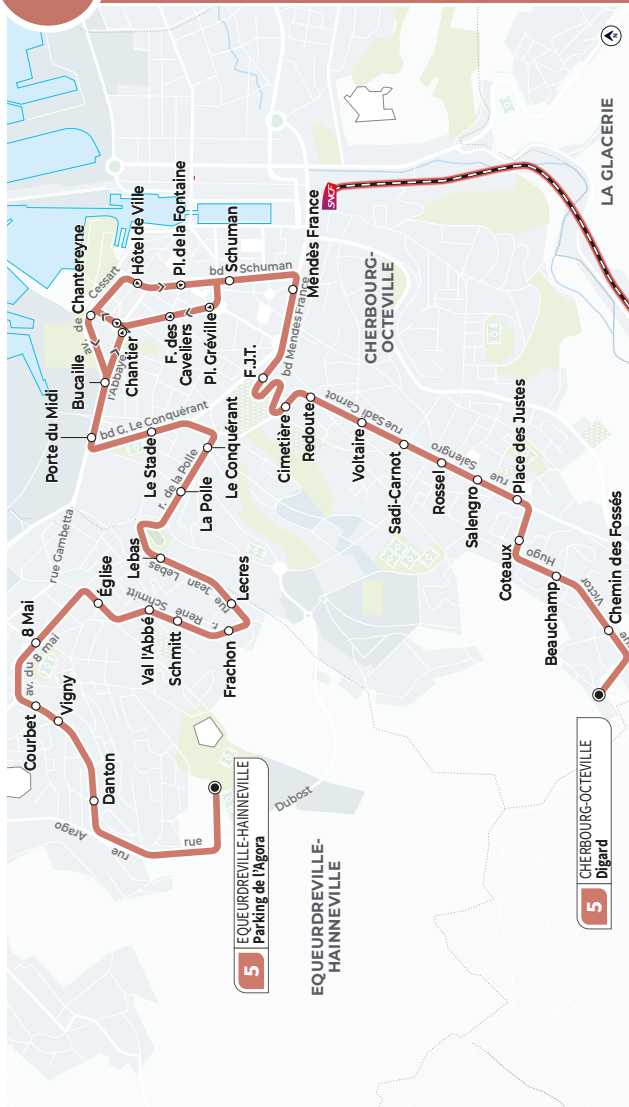 Porte du Midi
Bucaille
av. de Chantereyne
Cessart
Hôtel de Ville
Pl. de la Fontaine
l'Abbaye
Chantier
F. des
Caveliers
Pl. Gréville
bd Schuman
Schuman
Mendès France
bd Mendes France
SNCF
LA GLACERIE
CHERBOURG-
OCTEVILLE
F.J.T.
Cimetière
Redoute
rue Sadi Carnot
Voltaire
Sadi-Carnot
Rossel
rue Salengro
Salengro
Place des Justes
Coteaux
rue Victor Hugo
Beauchamp
Chemin des Fossés
5
CHERBOURG-OCTEVILLE
Digard
bd G. Le Conquérant
Le Stade
Le Conquérant
r. de la Polle
La Polle
rue Gambetta
Lebas
rue Jean Lebas
Lecres
Frachon
r. René Schmitt
Schmitt
Val l'Abbé
Église
8 Mai
av. du 8 mai
Courbet
Vigny
Danton
rue Arago
rue
Dubost
5
EQUEURDREVILLE-HAINNEVILLE
Parking de l'Agora
EQUEURDREVILLE-
HAINNEVILLE